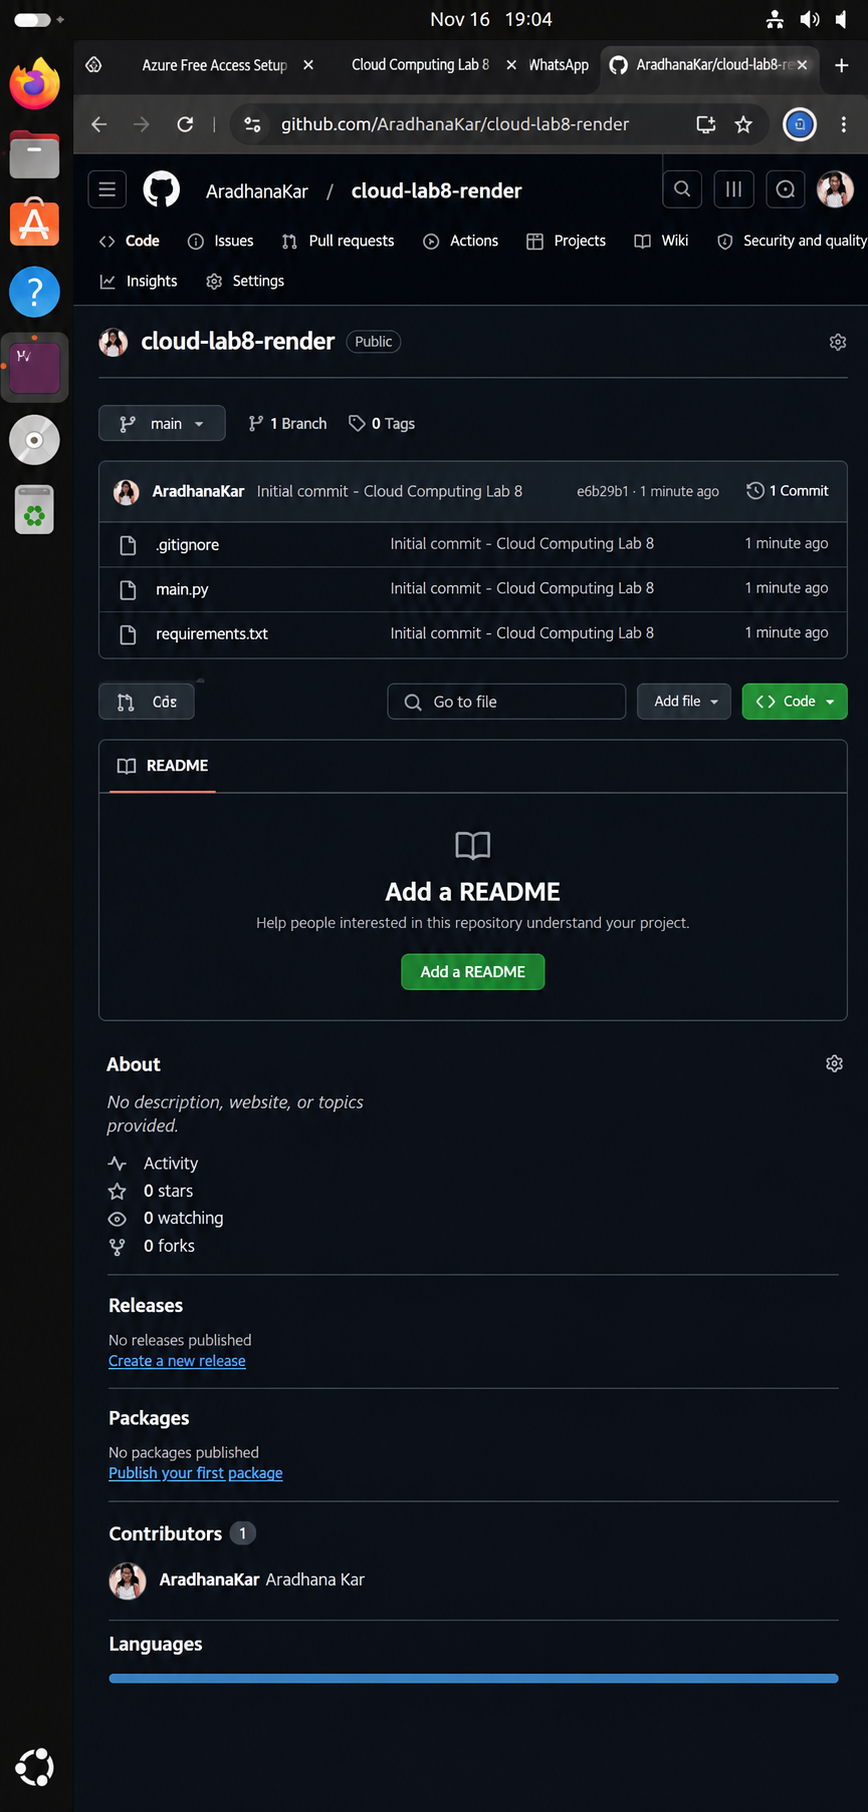 Nov 16 19:04
Azure Free Access Setup
Cloud Computing Lab 8
WhatsApp
AradhanaKar/cloud-lab8-re
github.com/AradhanaKar/cloud-lab8-render
AradhanaKar / cloud-lab8-render
Code Issues Pull requests Actions Projects Wiki Security and quality
Insights Settings
cloud-lab8-render Public
main 1 Branch 0 Tags
AradhanaKar Initial commit - Cloud Computing Lab 8 e6b29b1 · 1 minute ago 1 Commit
.gitignore Initial commit - Cloud Computing Lab 8 1 minute ago
main.py Initial commit - Cloud Computing Lab 8 1 minute ago
requirements.txt Initial commit - Cloud Computing Lab 8 1 minute ago
Go to file Add file Code
README
Add a README
Help people interested in this repository understand your project.
Add a README
About
No description, website, or topics
provided.
Activity
0 stars
0 watching
0 forks
Releases
No releases published
Create a new release
Packages
No packages published
Publish your first package
Contributors 1
AradhanaKar Aradhana Kar
Languages